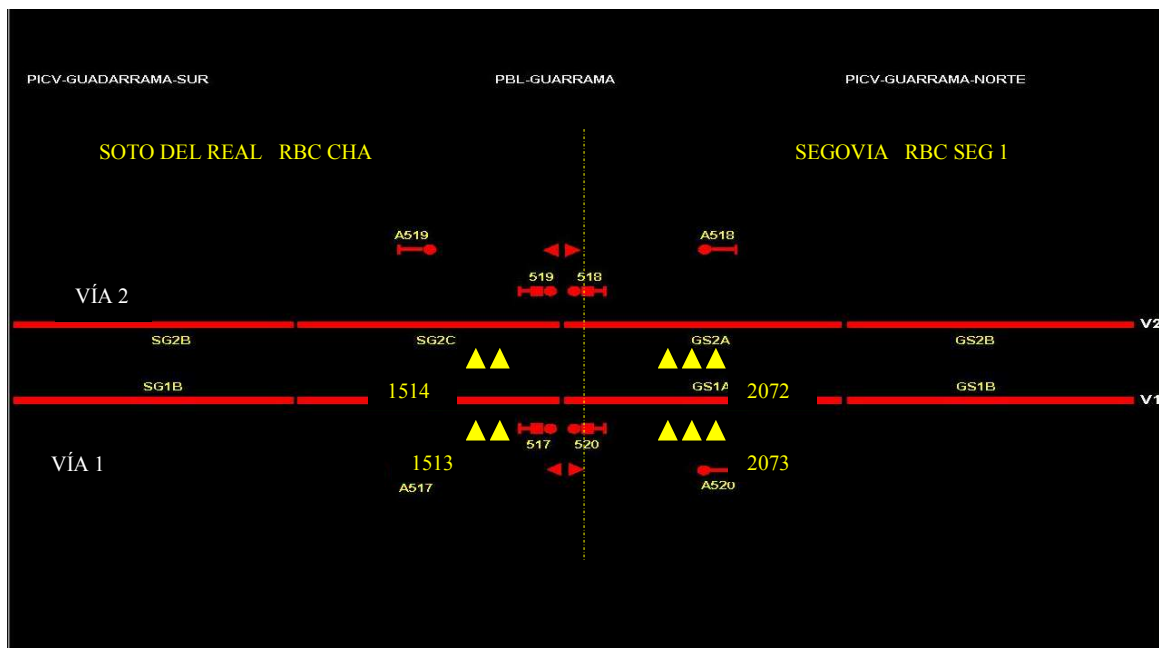 PICV-GUADARRAMA-SUR PBL-GUARRAMA PICV-GUARRAMA-NORTE
SOTO DEL REAL RBC CHA SEGOVIA RBC SEG 1
A519 A518
519 518
VÍA 2
V2
SG2B SG2C GS2A GS2B
SG1B 1514 GS1A 2072 GS1B
V1
517 520
VÍA 1 1513 2073
A517 A520